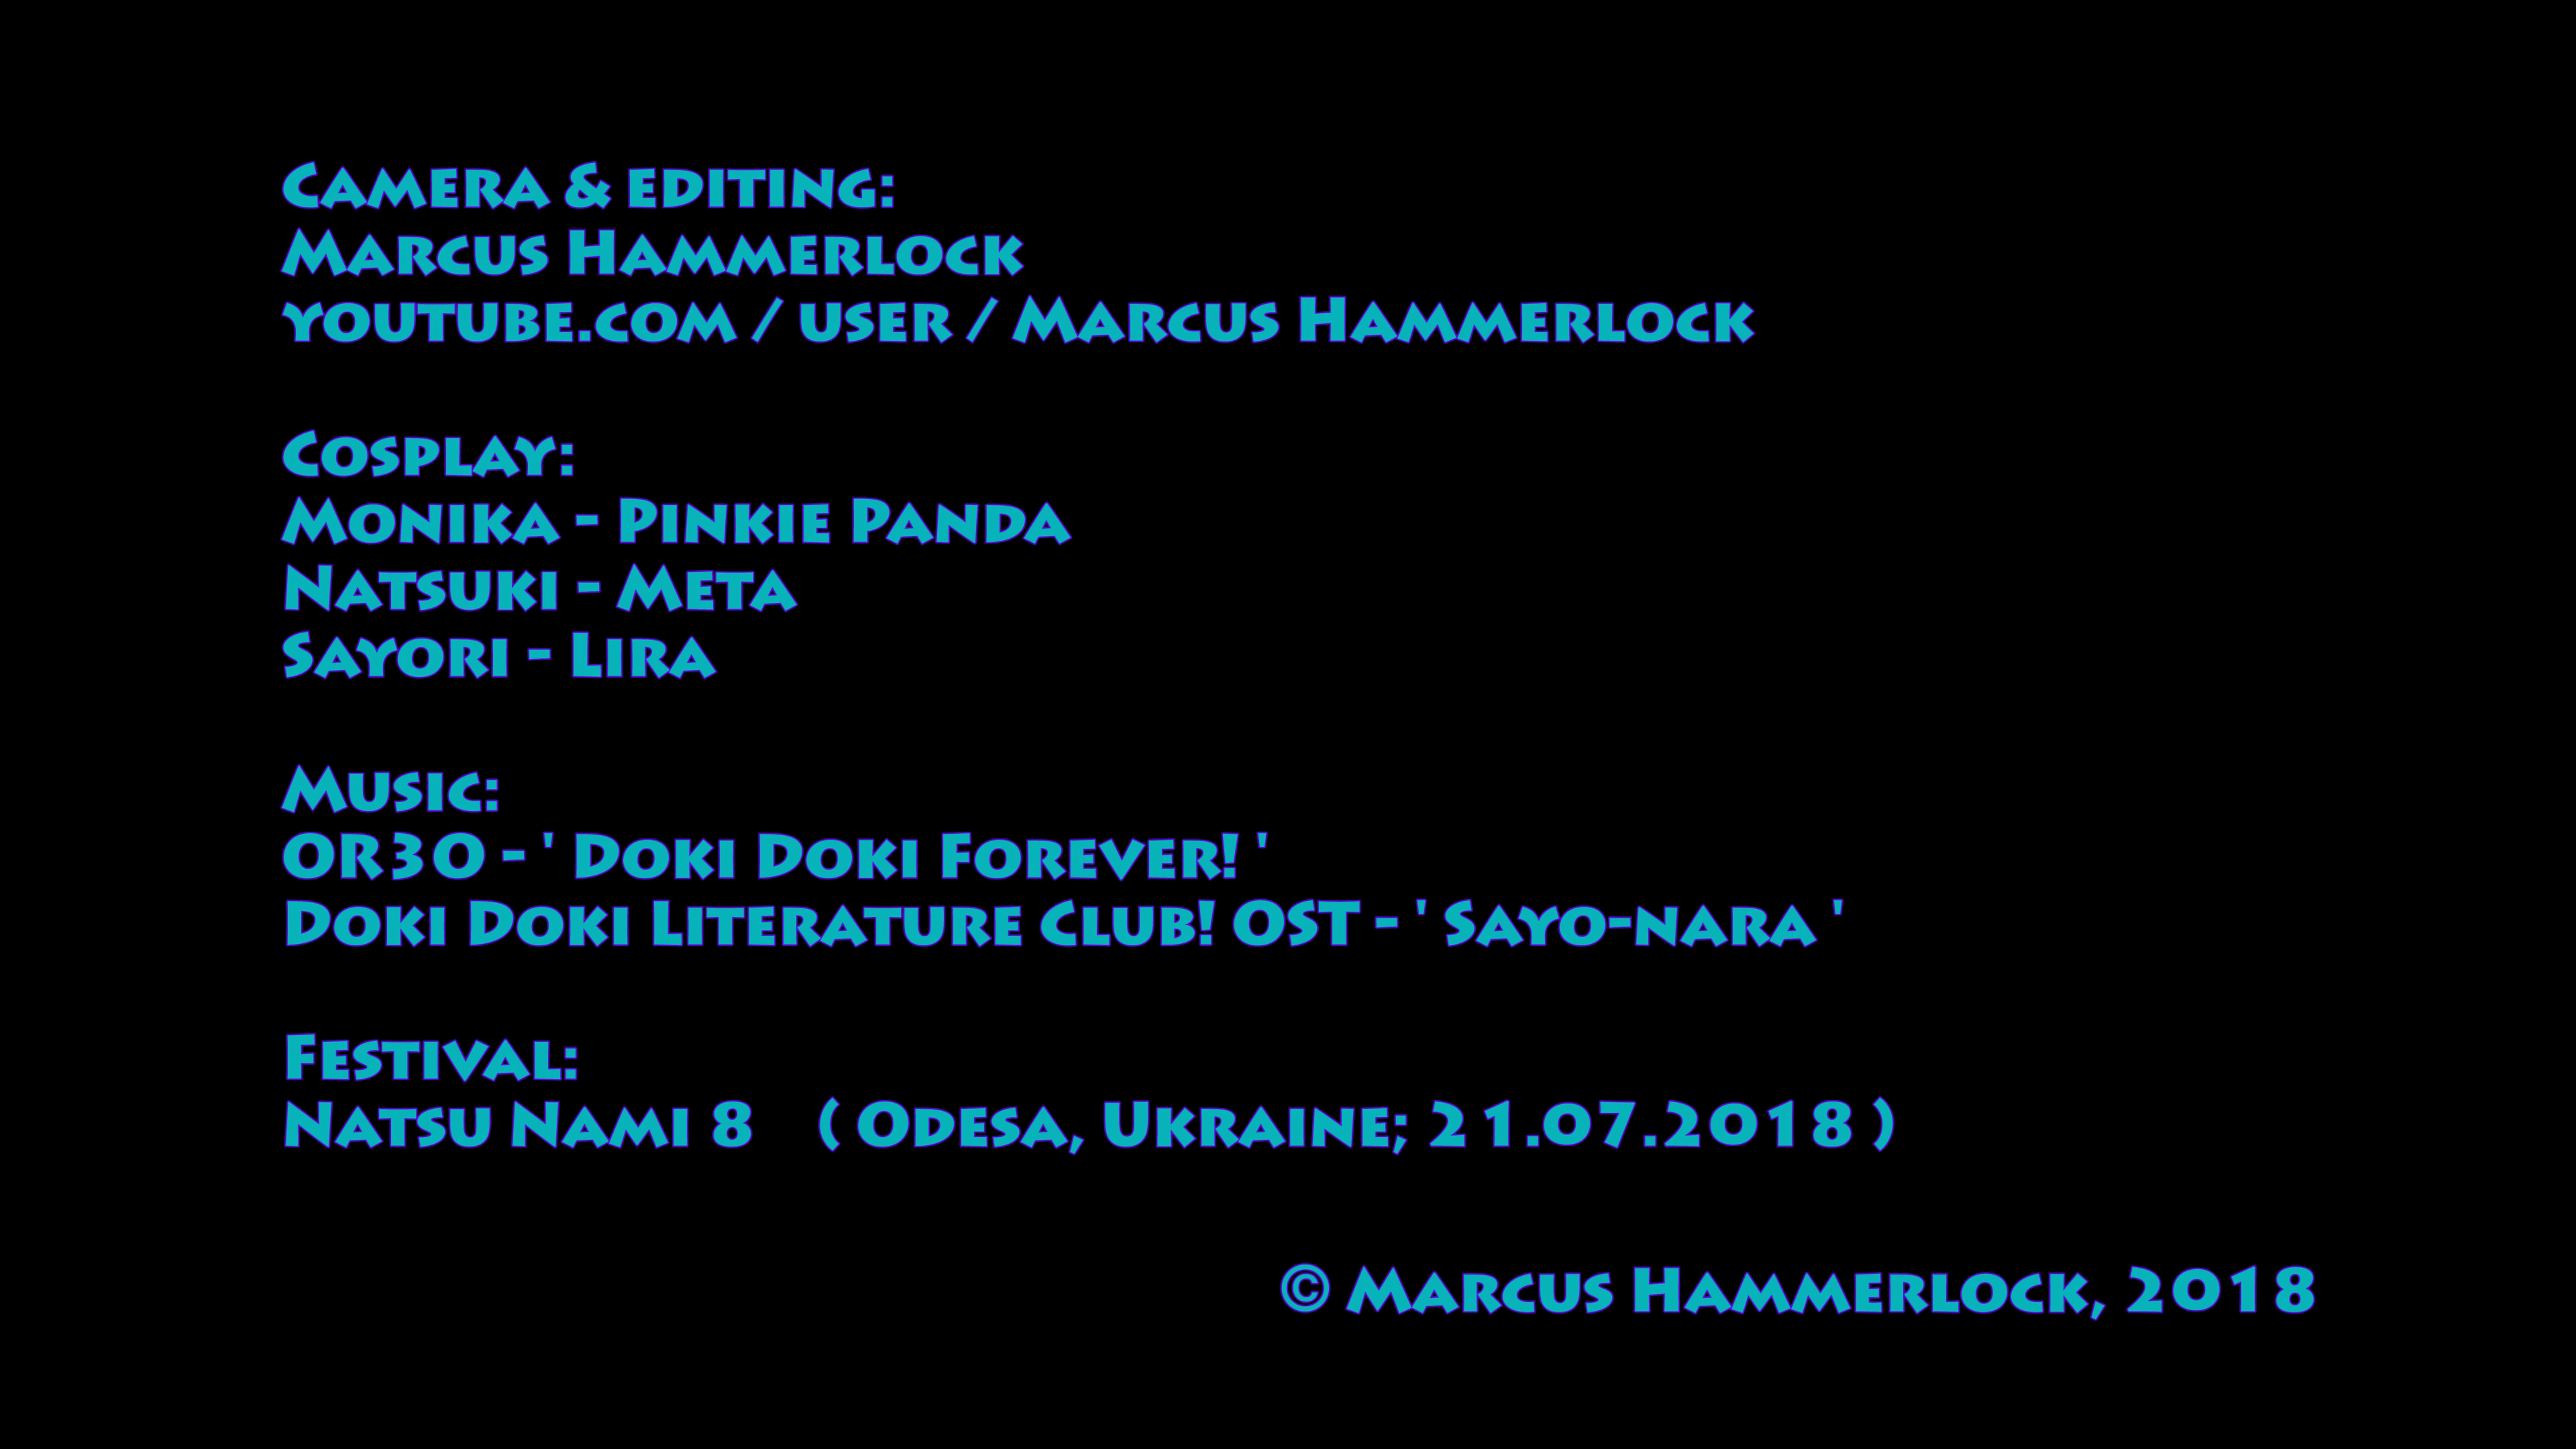 Camera & editing:
Marcus Hammerlock
youtube.com / user / Marcus Hammerlock
Cosplay:
Monika - Pinkie Panda
Natsuki - Meta
Sayori - Lira
Music:
OR3O - ' Doki Doki Forever! '
Doki Doki Literature Club! OST - ' Sayo-nara '
Festival:
Natsu Nami 8 ( Odesa, Ukraine; 21.07.2018 )
© Marcus Hammerlock, 2018